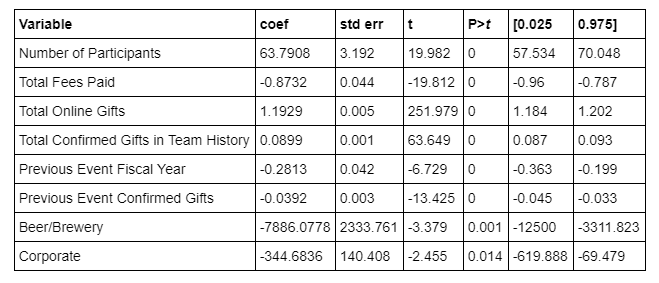 Variable coef std err t P>t [0.025 0.975]
Number of Participants 63.7908 3.192 19.982 0 57.534 70.048
Total Fees Paid -0.8732 0.044 -19.812 0 -0.96 -0.787
Total Online Gifts 1.1929 0.005 251.979 0 1.184 1.202
Total Confirmed Gifts in Team History 0.0899 0.001 63.649 0 0.087 0.093
Previous Event Fiscal Year -0.2813 0.042 -6.729 0 -0.363 -0.199
Previous Event Confirmed Gifts -0.0392 0.003 -13.425 0 -0.045 -0.033
Beer/Brewery -7886.0778 2333.761 -3.379 0.001 -12500 -3311.823
Corporate -344.6836 140.408 -2.455 0.014 -619.888 -69.479